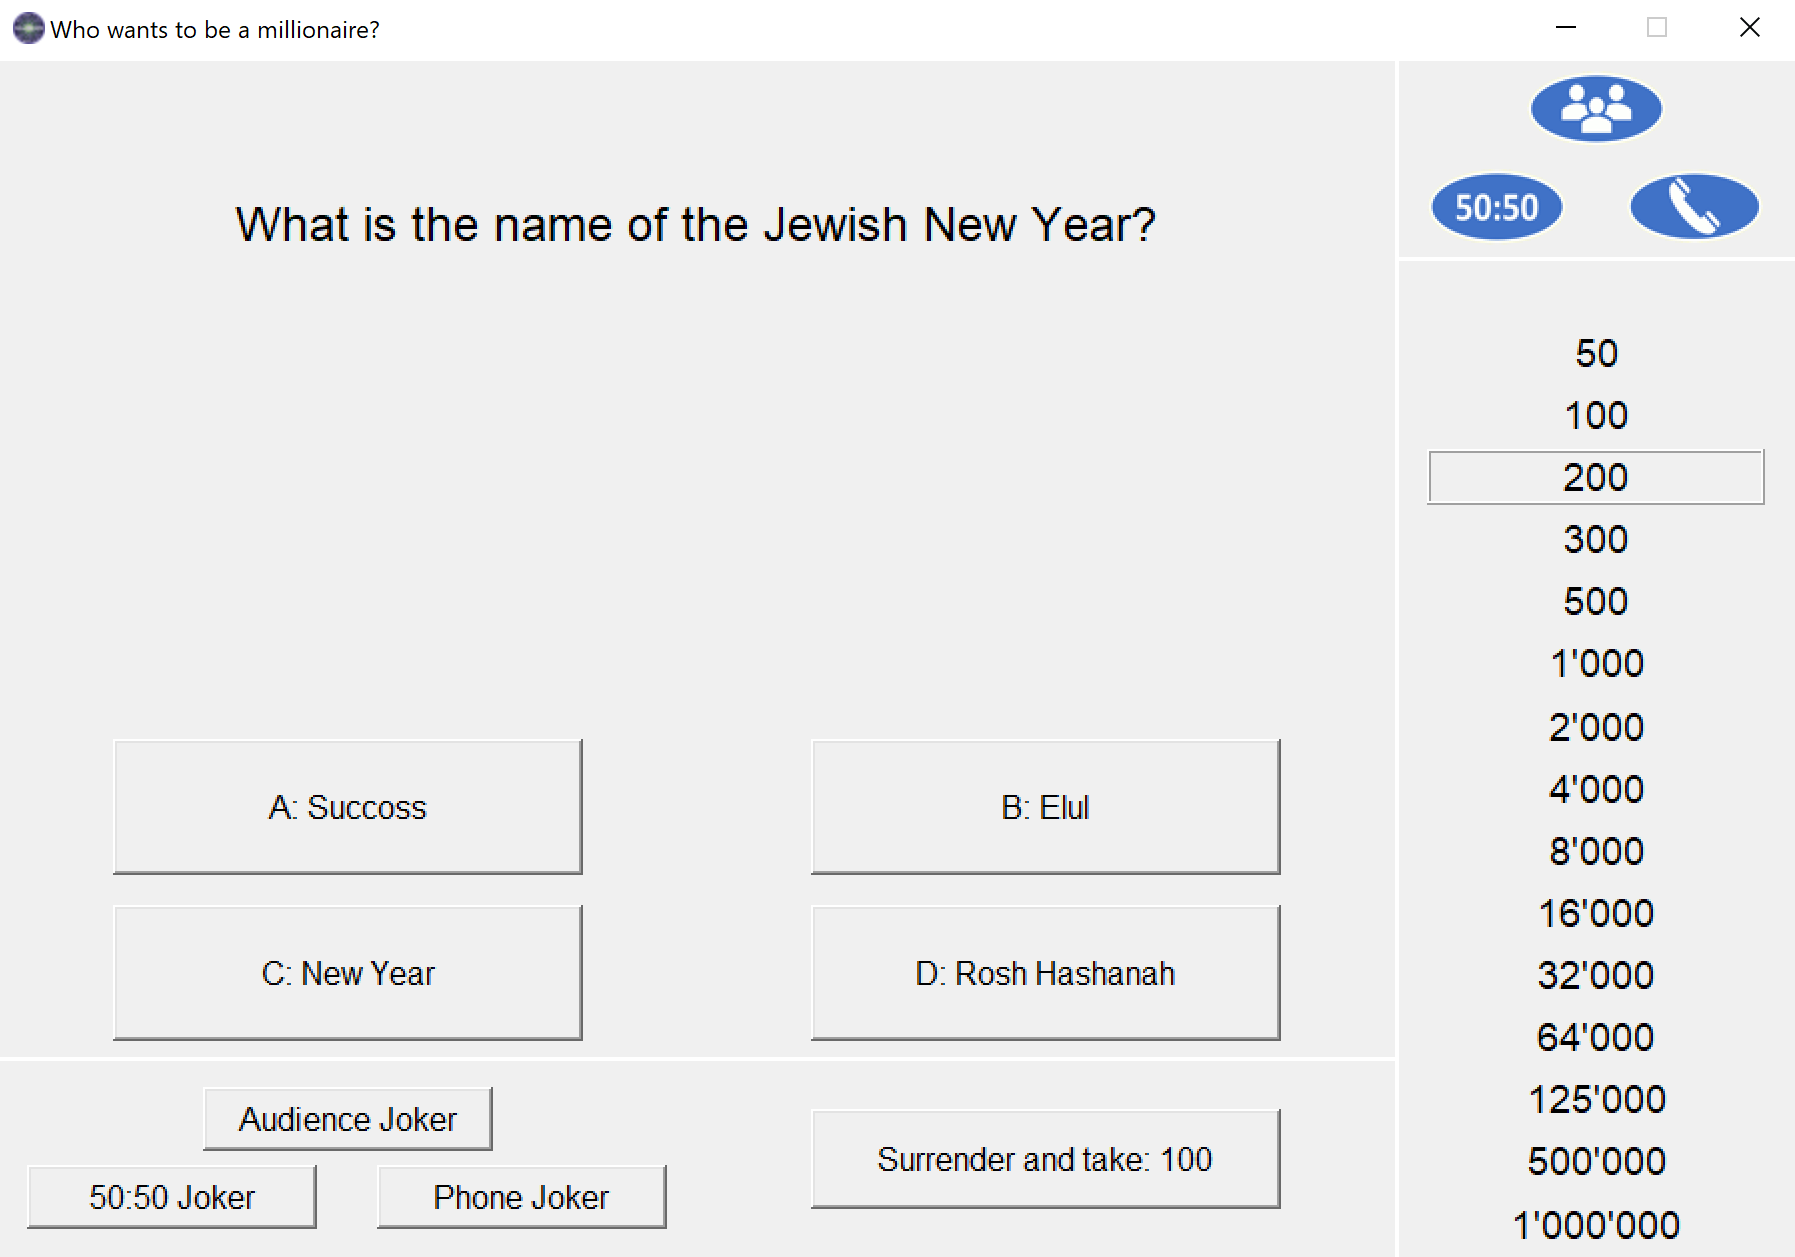 Who wants to be a millionaire?
What is the name of the Jewish New Year?
A: Succoss
B: Elul
C: New Year
D: Rosh Hashanah
Audience Joker
50:50 Joker
Phone Joker
Surrender and take: 100
50:50
50
100
200
300
500
1'000
2'000
4'000
8'000
16'000
32'000
64'000
125'000
500'000
1'000'000